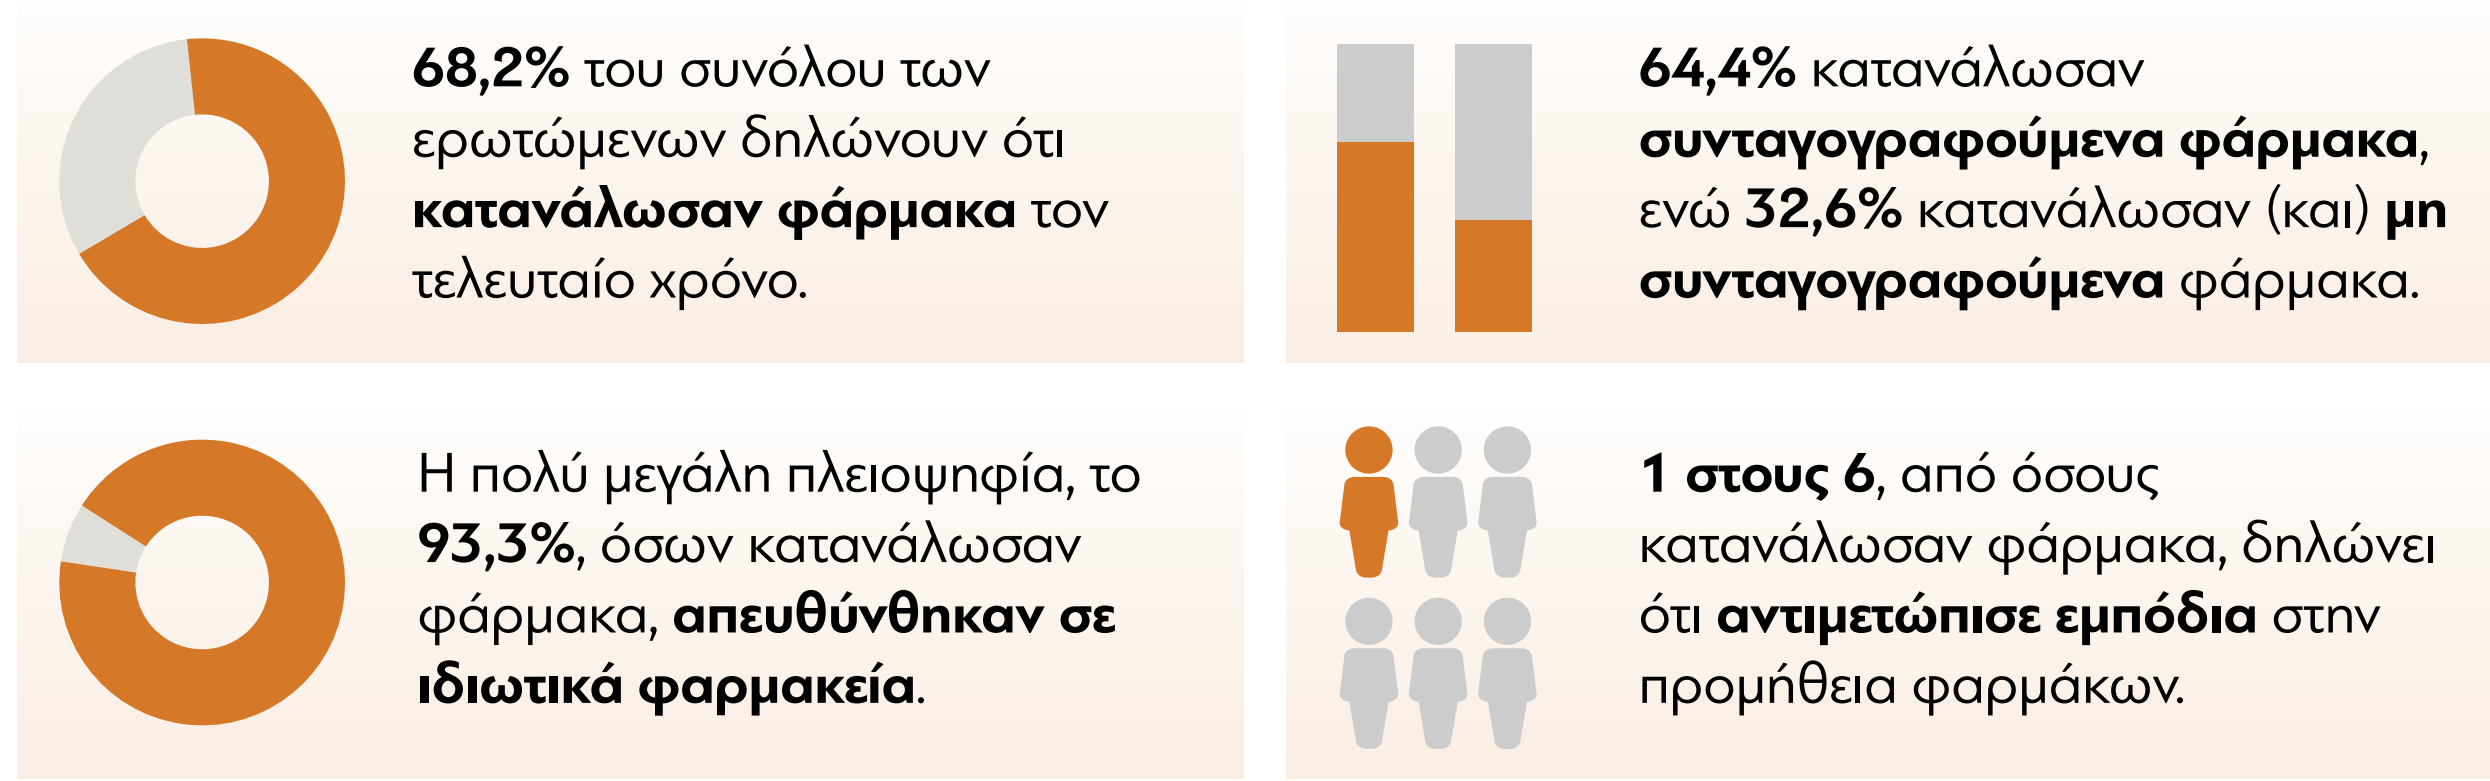 68,2% του συνόλου των
ερωτώμενων δηλώνουν ότι
κατανάλωσαν φάρμακα τον
τελευταίο χρόνο.
64,4% κατανάλωσαν
συνταγογραφούμενα φάρμακα,
ενώ 32,6% κατανάλωσαν (και) μη
συνταγογραφούμενα φάρμακα.
Η πολύ μεγάλη πλειοψηφία, το
93,3%, όσων κατανάλωσαν
φάρμακα, απευθύνθηκαν σε
ιδιωτικά φαρμακεία.
1 στους 6, από όσους
κατανάλωσαν φάρμακα, δηλώνει
ότι αντιμετώπισε εμπόδια στην
προμήθεια φαρμάκων.